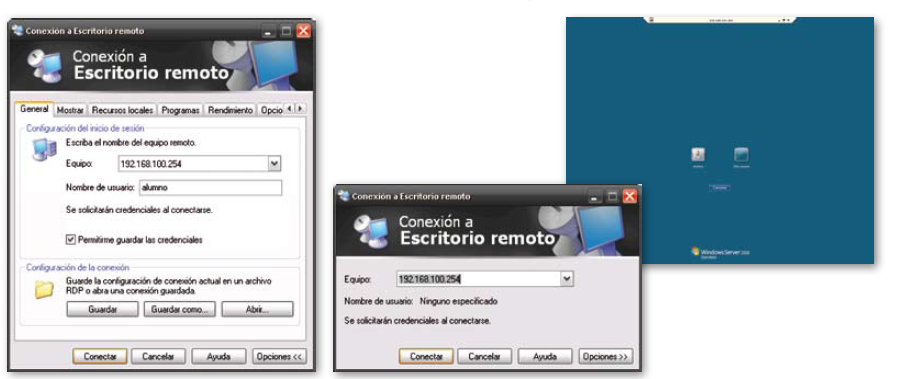 Conexión a Escritorio remoto
Conexión a
Escritorio remoto
General Mostrar Recursos locales Programas Rendimiento Opcio
Configuración del inicio de sesión
Escriba el nombre del equipo remoto.
Equipo: 192.168.100.254
Nombre de usuario: alumno
Se solicitarán credenciales al conectarse.
Permitirme guardar las credenciales
Configuración de la conexión
Guarde la configuración de conexión actual en un archivo
RDP o abra una conexión guardada.
Guardar Guardar como... Abrir...
Conectar Cancelar Ayuda Opciones <<
Conexión a Escritorio remoto
Conexión a
Escritorio remoto
Equipo: 192.168.100.254
Nombre de usuario: Ninguno especificado
Se solicitarán credenciales al conectarse.
Conectar Cancelar Ayuda Opciones >>
Windows Server